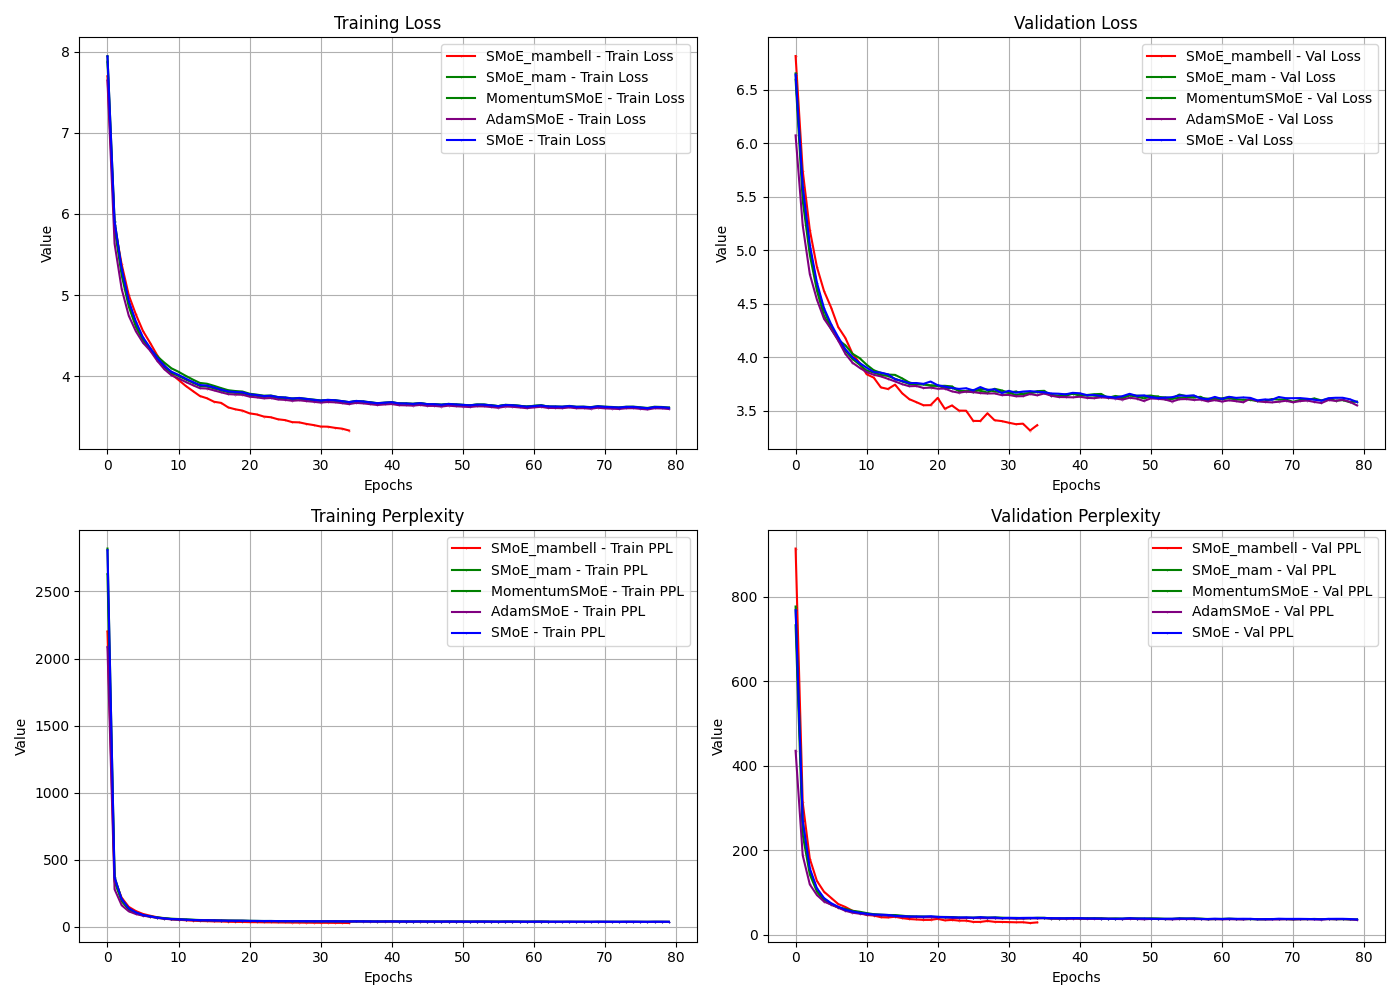 Training Loss
Value
8
7
6
5
4
0 10 20 30 40 50 60 70 80
Epochs
SMoE_mambell - Train Loss
SMoE_mam - Train Loss
MomentumSMoE - Train Loss
AdamSMoE - Train Loss
SMoE - Train Loss
Validation Loss
Value
6.5
6.0
5.5
5.0
4.5
4.0
3.5
0 10 20 30 40 50 60 70 80
Epochs
SMoE_mambell - Val Loss
SMoE_mam - Val Loss
MomentumSMoE - Val Loss
AdamSMoE - Val Loss
SMoE - Val Loss
Training Perplexity
Value
2500
2000
1500
1000
500
0
0 10 20 30 40 50 60 70 80
Epochs
SMoE_mambell - Train PPL
SMoE_mam - Train PPL
MomentumSMoE - Train PPL
AdamSMoE - Train PPL
SMoE - Train PPL
Validation Perplexity
Value
800
600
400
200
0
0 10 20 30 40 50 60 70 80
Epochs
SMoE_mambell - Val PPL
SMoE_mam - Val PPL
MomentumSMoE - Val PPL
AdamSMoE - Val PPL
SMoE - Val PPL